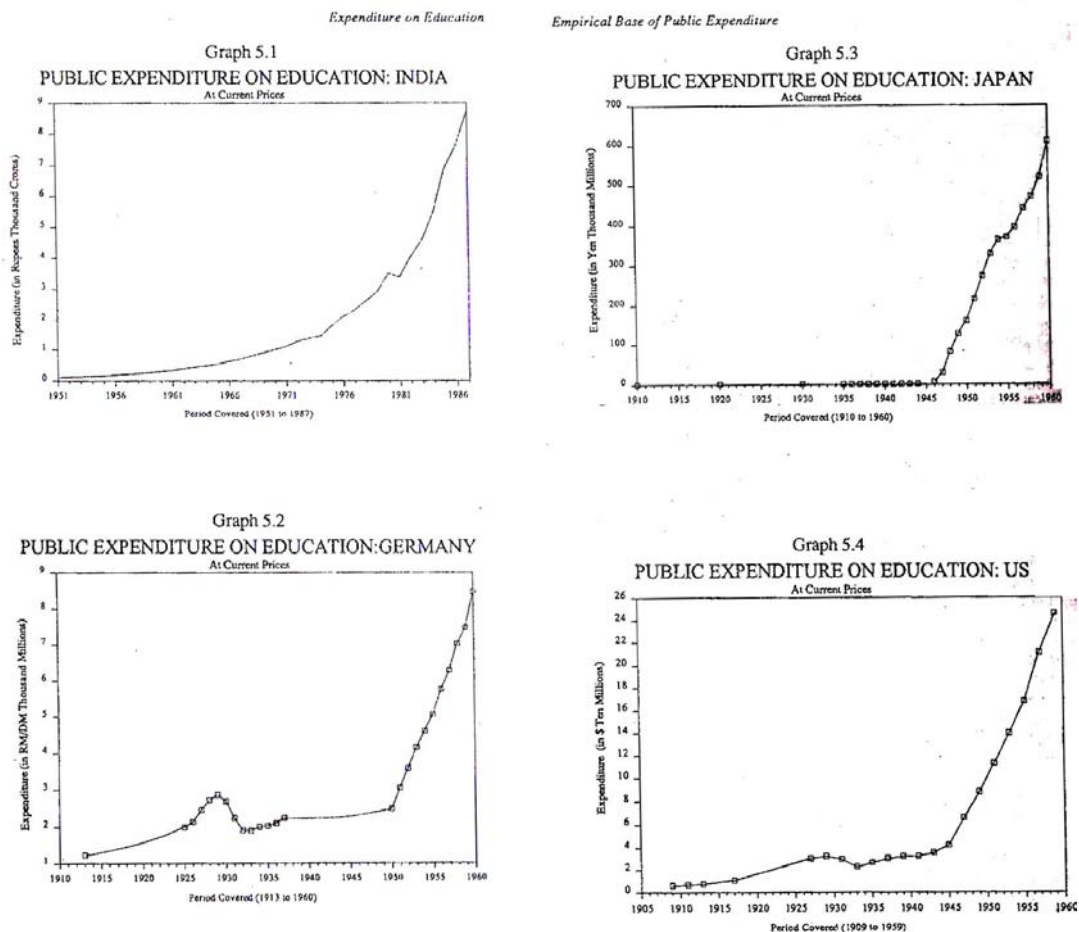 Expenditure on Education
Graph 5.1
PUBLIC EXPENDITURE ON EDUCATION: INDIA
At Current Prices
Expenditure (in Rupees Thousand Crores)
9
8
7
6
5
4
3
2
1
0
1951 1956 1961 1966 1971 1976 1981 1986
Period Covered (1951 to 1987)
Graph 5.2
PUBLIC EXPENDITURE ON EDUCATION:GERMANY
At Current Prices
Expenditure (in RM/DM Thousand Millions)
9
8
7
6
5
4
3
2
1
1910 1915 1920 1925 1930 1935 1940 1945 1950 1955 1960
Period Covered (1913 to 1960)
Empirical Base of Public Expenditure
Graph 5.3
PUBLIC EXPENDITURE ON EDUCATION: JAPAN
At Current Prices
Expenditure (in Yen Thousand Millions)
700
600
500
400
300
200
100
0
1910 1915 1920 1925 1930 1935 1940 1945 1950 1955 1960
Period Covered (1910 to 1960)
Graph 5.4
PUBLIC EXPENDITURE ON EDUCATION: US
At Current Prices
Expenditure (in $ Ten Millions)
26
24
22
20
18
16
14
12
10
8
6
4
2
0
1905 1910 1915 1920 1925 1930 1935 1940 1945 1950 1955 1960
Period Covered (1909 to 1959)